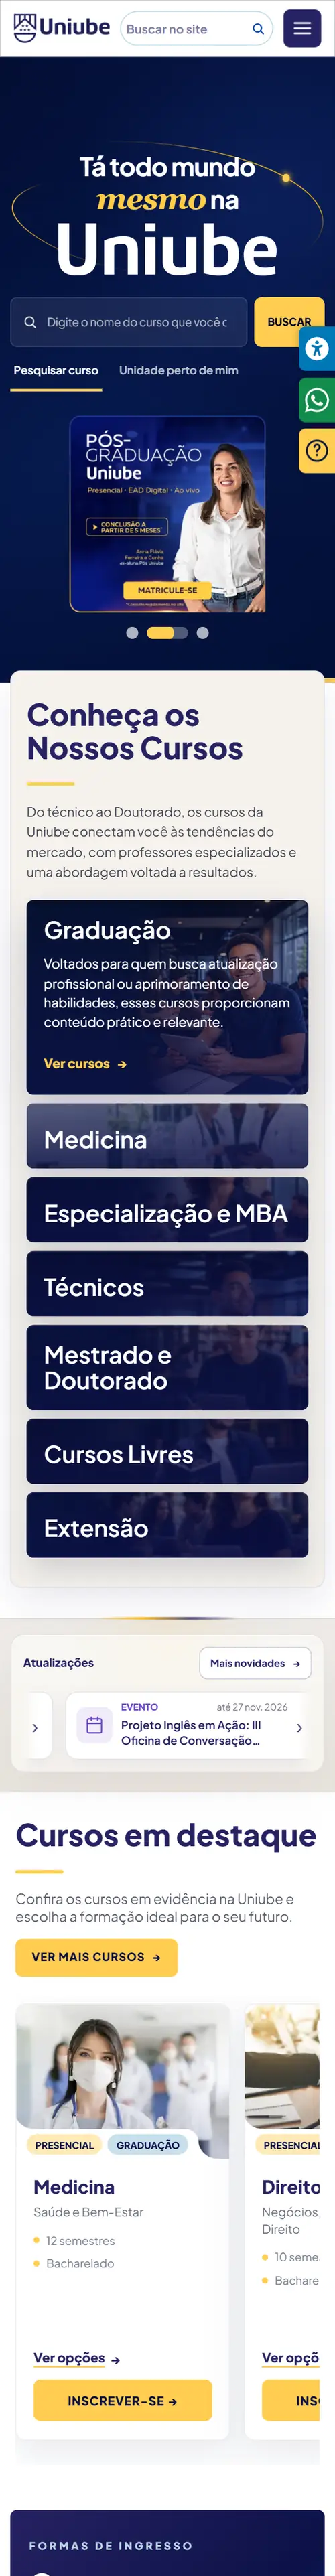 Uniube
Buscar no site
Tá todo mundo
mesmo na
Uniube
Digite o nome do curso que você c
BUSCAR
Pesquisar curso
Unidade perto de mim
PÓS-
GRADUAÇÃO
Uniube
Presencial • EAD Digital • Ao vivo
CONCLUSÃO A
PARTIR DE 5 MESES*
Anna Flávia
Ferreira e Cunha
ex-aluna Pós Uniube
MATRICULE-SE
Conheça os
Nossos Cursos
Do técnico ao Doutorado, os cursos da
Uniube conectam você às tendências do
mercado, com professores especializados e
uma abordagem voltada a resultados.
Graduação
Voltados para quem busca atualização
profissional ou aprimoramento de
habilidades, esses cursos proporcionam
conteúdo prático e relevante.
Ver cursos →
Medicina
Especialização e MBA
Técnicos
Mestrado e
Doutorado
Cursos Livres
Extensão
Atualizações
Mais novidades →
EVENTO
até 27 nov. 2026
Projeto Inglês em Ação: III
Oficina de Conversação…
Cursos em destaque
Confira os cursos em evidência na Uniube e
escolha a formação ideal para o seu futuro.
VER MAIS CURSOS →
PRESENCIAL
GRADUAÇÃO
Medicina
Saúde e Bem-Estar
12 semestres
Bacharelado
Ver opções →
INSCREVER-SE →
PRESENCIAL
Direito
Negócios
Direito
10 seme
Bachare
Ver opçõ
INS
FORMAS DE INGRESSO